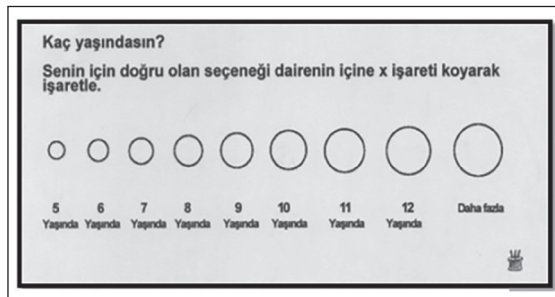 Kaç yaşındasın?
Senin için doğru olan seçeneği dairenin içine x işareti koyarak
işaretle.
5 6 7 8 9 10 11 12 Daha fazla
Yaşında Yaşında Yaşında Yaşında Yaşında Yaşında Yaşında Yaşında